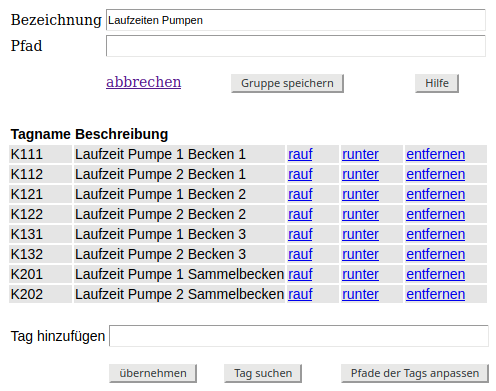 Bezeichnung Laufzeiten Pumpen
Pfad
abbrechen Gruppe speichern Hilfe
Tagname Beschreibung
K111 Laufzeit Pumpe 1 Becken 1 rauf runter entfernen
K112 Laufzeit Pumpe 2 Becken 1 rauf runter entfernen
K121 Laufzeit Pumpe 1 Becken 2 rauf runter entfernen
K122 Laufzeit Pumpe 2 Becken 2 rauf runter entfernen
K131 Laufzeit Pumpe 1 Becken 3 rauf runter entfernen
K132 Laufzeit Pumpe 2 Becken 3 rauf runter entfernen
K201 Laufzeit Pumpe 1 Sammelbecken rauf runter entfernen
K202 Laufzeit Pumpe 2 Sammelbecken rauf runter entfernen
Tag hinzufügen
übernehmen Tag suchen Pfade der Tags anpassen